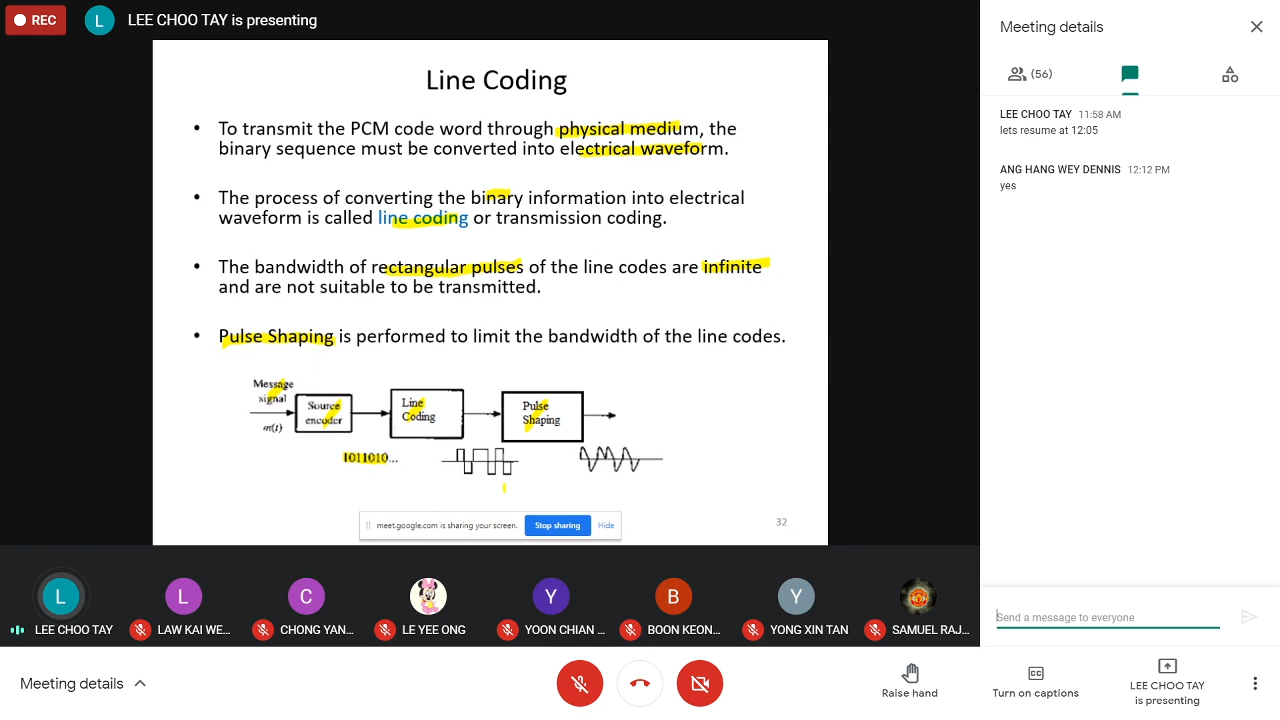 REC
L
LEE CHOO TAY is presenting
Line Coding
• To transmit the PCM code word through physical medium, the
binary sequence must be converted into electrical waveform.
• The process of converting the binary information into electrical
waveform is called line coding or transmission coding.
• The bandwidth of rectangular pulses of the line codes are infinite
and are not suitable to be transmitted.
• Pulse Shaping is performed to limit the bandwidth of the line codes.
Message
signal
m(t)
Source
encoder
Line
Coding
Pulse
Shaping
1011010...
meet.google.com is sharing your screen.
Stop sharing
Hide
32
L
L
C
Y
B
Y
LEE CHOO TAY
LAW KAI WE...
CHONG YAN...
LE YEE ONG
YOON CHIAN ...
BOON KEON...
YONG XIN TAN
SAMUEL RAJ...
Meeting details
(56)
LEE CHOO TAY 11:58 AM
lets resume at 12:05
ANG HANG WEY DENNIS 12:12 PM
yes
Send a message to everyone
Meeting details
Raise hand
CC
Turn on captions
LEE CHOO TAY
is presenting